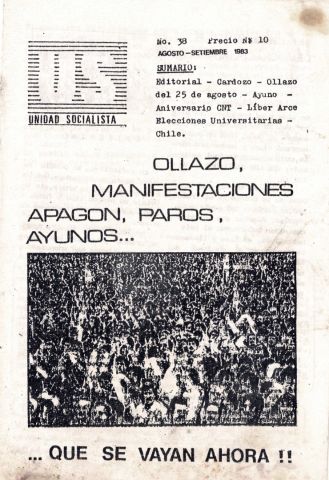 US
UNIDAD SOCIALISTA
No. 38 Precio N$ 10
AGOSTO-SETIEMBRE 1983
SUMARIO:
Editorial - Cardozo - Ollazo
del 25 de agosto - Ayuno -
Aniversario CNT - Líber Arce
Elecciones Universitarias -
Chile.
OLLAZO,
MANIFESTACIONES
APAGON, PAROS,
AYUNOS...
... QUE SE VAYAN AHORA !!